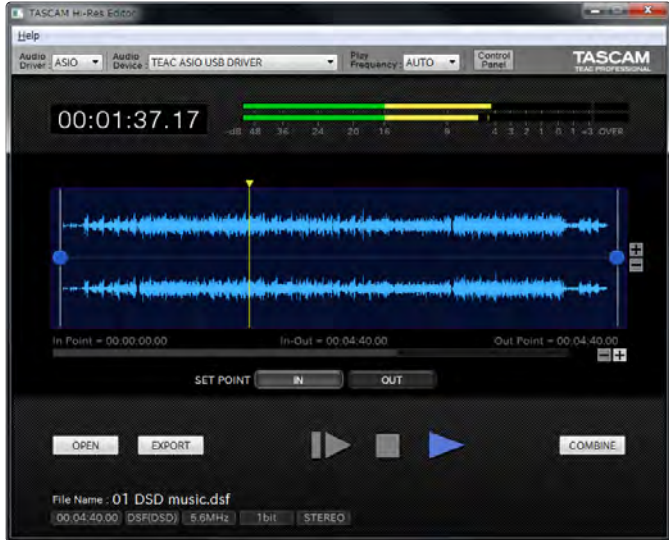 TASCAM Hi-Res Editor
Help
Audio Driver: ASIO Audio Device: TEAC ASIO USB DRIVER Play Frequency: AUTO Control Panel TASCAM
TEAC PROFESSIONAL
00:01:37.17
-dB 48 36 24 20 16 9 4 3 2 1 0 1 +3 OVER
In Point = 00:00:00.00 In-Out = 00:04:40.00 Out Point = 00:04:40.00
SET POINT IN OUT
OPEN EXPORT COMBINE
File Name : 01 DSD music.dsf
00:04:40.00 DSF(DSD) 5.6MHz 1bit STEREO